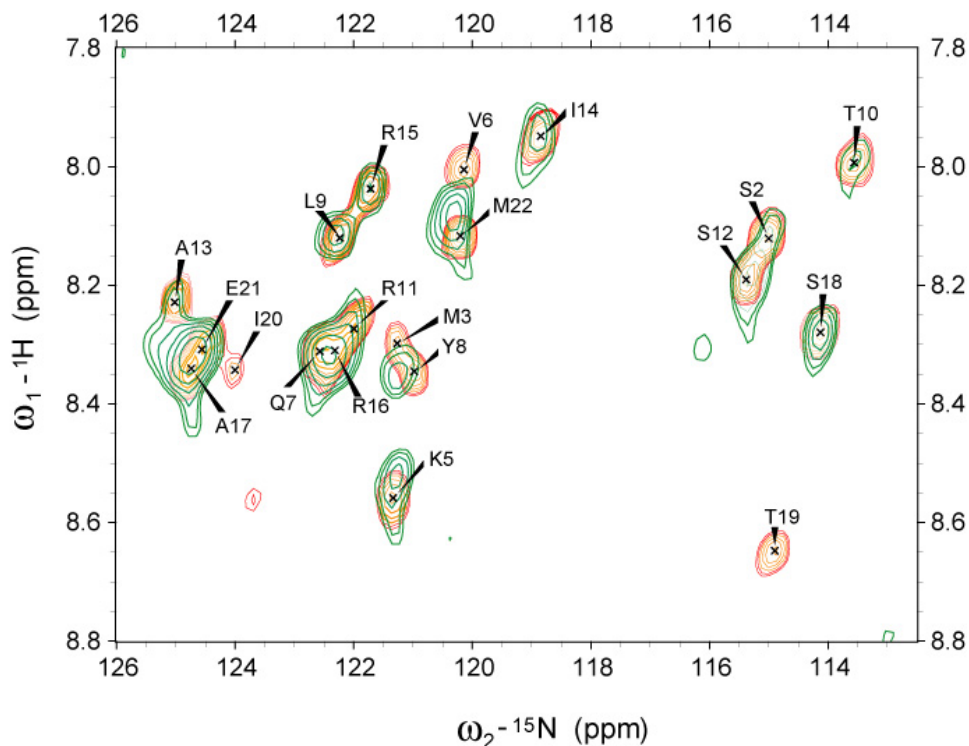 126 124 122 120 118 116 114
7.8 7.8
I14
V6 T10
8.0 R15 8.0
S2
L9 M22
S12
A13
8.2 8.2
E21 R11 S18
I20 M3
Y8
8.4 Q7 R16 8.4
A17
K5
8.6 T19 8.6
8.8 8.8
126 124 122 120 118 116 114
ω1 - 1H (ppm)
ω2 - 15N (ppm)